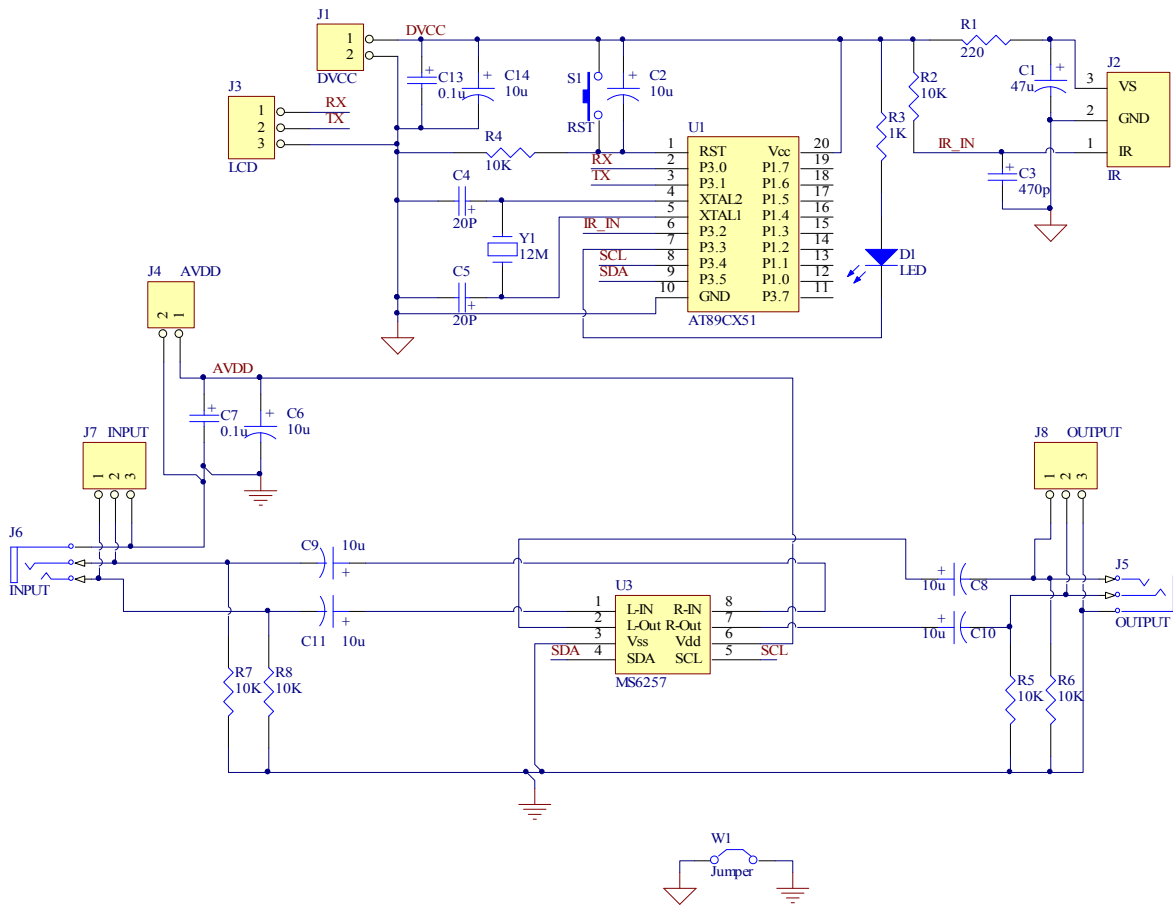 J1
1
2
DVCC
DVCC
J3
1
2
3
LCD
RX
TX
C13
0.1u
C14
10u
S1
RST
C2
10u
R4
10K
R1
220
R2
10K
R3
1K
C1
47u
J2
3 VS
2 GND
1 IR
IR
IR_IN
C3
470p
U1
1 RST Vcc 20
2 P3.0 P1.7 19
3 P3.1 P1.6 18
4 XTAL2 P1.5 17
5 XTAL1 P1.4 16
6 P3.2 P1.3 15
7 P3.3 P1.2 14
8 P3.4 P1.1 13
9 P3.5 P1.0 12
10 GND P3.7 11
AT89CX51
RX
TX
IR_IN
SCL
SDA
C4
20P
Y1
12M
C5
20P
D1
LED
J4 AVDD
2 1
AVDD
C7
0.1u
C6
10u
J7 INPUT
1 2 3
J6
INPUT
C9 10u
C11 10u
R7
10K
R8
10K
U3
1 L-IN R-IN 8
2 L-Out R-Out 7
3 Vss Vdd 6
4 SDA SCL 5
MS6257
SDA
SCL
J8 OUTPUT
1 2 3
10u C8
10u C10
J5
OUTPUT
R5
10K
R6
10K
W1
Jumper